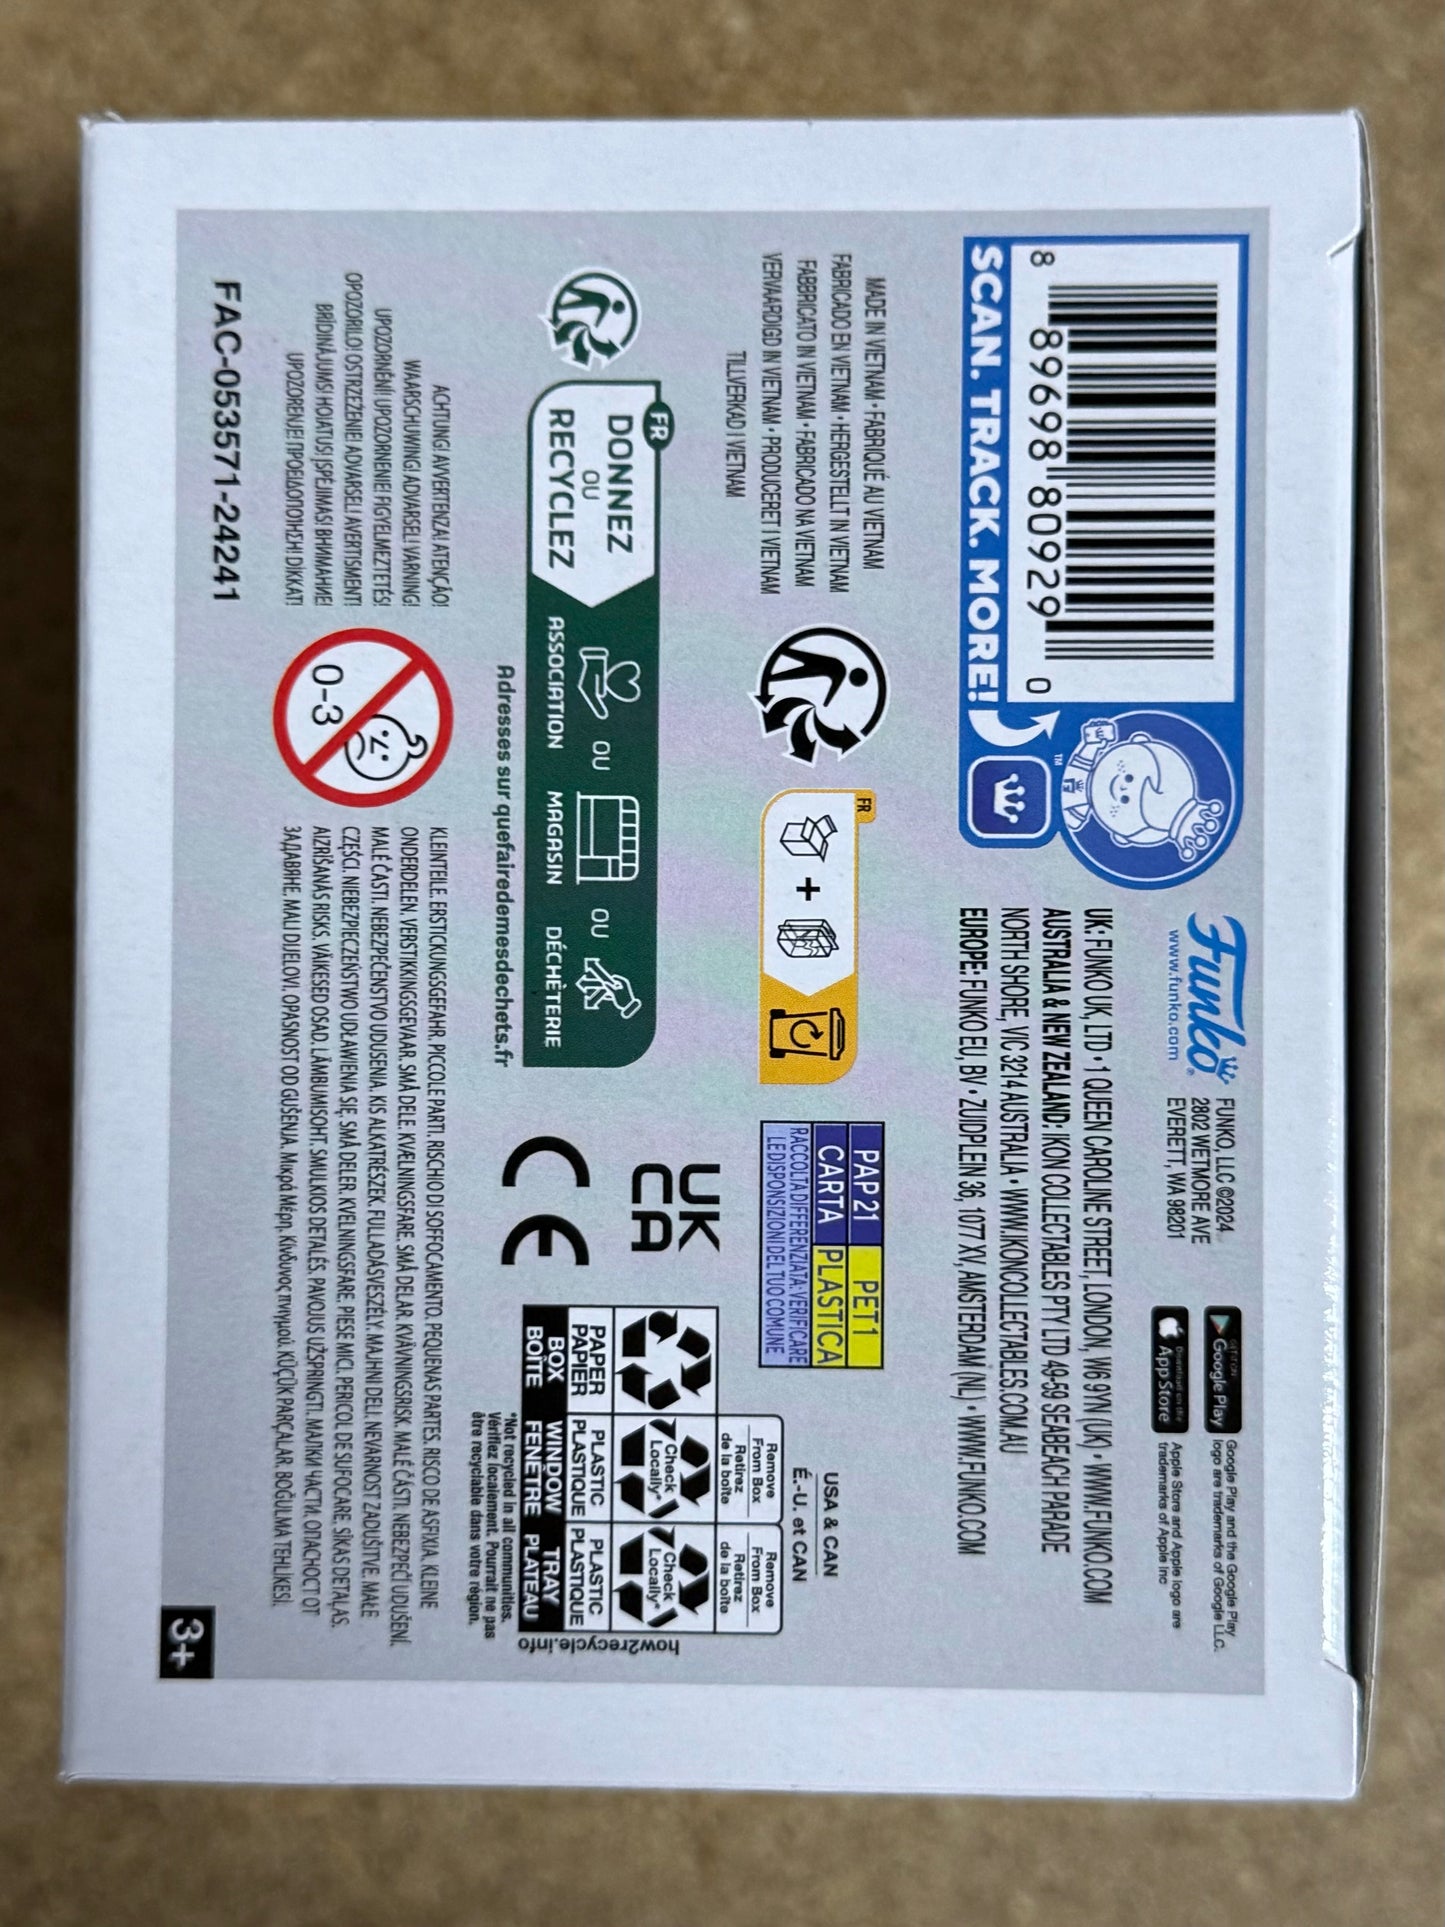 8 89698 80929 0
SCAN. TRACK. MORE!
™
Funko®
www.funko.com
FUNKO, LLC ©2024
2802 WETMORE AVE
EVERETT, WA 98201
GET IT ON
Google Play
Google Play and the Google Play
logo are trademarks of Google LLC.
Download on the
App Store
Apple Store and Apple logo are
trademarks of Apple Inc
UK: FUNKO UK, LTD • 1 QUEEN CAROLINE STREET, LONDON, W6 9YN (UK) • WWW.FUNKO.COM
AUSTRALIA & NEW ZEALAND: IKON COLLECTABLES PTY LTD 49-59 SEABEACH PARADE
NORTH SHORE, VIC 3214 AUSTRALIA • WWW.IKONCOLLECTABLES.COM.AU
EUROPE: FUNKO EU, BV • ZUIDPLEIN 36, 1077 XV, AMSTERDAM (NL) • WWW.FUNKO.COM
MADE IN VIETNAM • FABRIQUÉ AU VIETNAM
FABRICADO EN VIETNAM • HERGESTELLT IN VIETNAM
FABBRICATO IN VIETNAM • FABRICADO NA VIETNAM
VERVAARDIGD IN VIETNAM • PRODUCERET I VIETNAM
TILLVERKAD I VIETNAM
FR
+
PAP 21 PET 1
CARTA PLASTICA
RACCOLTA DIFFERENZIATA: VERIFICARE
LE DISPONSIZIONI DEL TUO COMUNE
USA & CAN
É.-U. et CAN
FR
DONNEZ
OU
RECYCLEZ
ASSOCIATION
OU
MAGASIN
OU
DÉCHÈTERIE
Adresses sur quefairedemesdechets.fr
UK
CA
CE
Remove
From Box
Retirez
de la boîte
Remove
From Box
Retirez
de la boîte
Check
Locally*
Check
Locally*
PAPER
PAPIER
PLASTIC
PLASTIQUE
PLASTIC
PLASTIQUE
BOX
BOÎTE
WINDOW
FENÊTRE
TRAY
PLATEAU
how2recycle.info
*Not recycled in all communities.
Vérifiez localement. Pourrait ne pas
être recyclable dans votre région.
ACHTUNG! AVVERTENZA! ATENÇÃO!
WAARSCHUWING! ADVARSEL! VARNING!
UPOZORNĚNÍ! UPOZORNENIE! FIGYELMEZTETÉS!
OPOZORILO! OSTRZEŻENIE! ADVARSEL! AVERTISMENT!
BRĪDINĀJUMS! HOIATUS! ĮSPĖJIMAS! ВНИМАНИЕ!
UPOZORENJE! ΠΡΟΕΙΔΟΠΟΙΗΣΗ! DİKKAT!
0-3
KLEINTEILE. ERSTICKUNGSGEFAHR. PICCOLE PARTI. RISCHIO DI SOFFOCAMENTO. PEQUENAS PARTES. RISCO DE ASFIXIA. KLEINE
ONDERDELEN. VERSTIKKINGSGEVAAR. SMÅ DELE. KVÆLNINGSFARE. SMÅ DELAR. KVÄVNINGSRISK. MALÉ ČÁSTI. NEBEZPEČÍ UDUŠENÍ.
MALÉ ČASTI. NEBEZPEČENSTVO UDUSENIA. KIS ALKATRÉSZEK. FULLADÁSVESZÉLY. MAJHNI DELI. NEVARNOST ZADUŠITVE. MAŁE
CZĘŚCI. NIEBEZPIECZEŃSTWO UDŁAWIENIA SIĘ. SMÅ DELER. KVELNINGSFARE. PIESE MICI. PERICOL DE SUFOCARE. SĪKAS DETAĻAS.
AIZRĪŠANĀS RISKS. VÄIKESED OSAD. LÄMBUMISOHT. SMULKIOS DETALĖS. PAVOJUS UŽSPRINGTI. МАЛКИ ЧАСТИ. ОПАСНОСТ ОТ
ЗАДАВЯНЕ. MALI DIJELOVI. OPASNOST OD GUŠENJA. Μικρά Μέρη. Κίνδυνος πνιγμού. KÜÇÜK PARÇALAR. BOĞULMA TEHLİKESİ.
FAC-053571-24241
3+